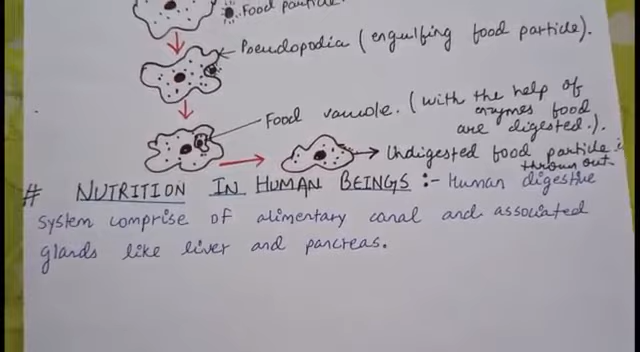 Food particle.
Pseudopodia (engulfing food particle).
Food vacuole. (with the help of
enzymes food
are digested.).
Undigested food particle
thrown out.
# NUTRITION IN HUMAN BEINGS :- Human digestive
system comprise of alimentary canal and associated
glands like liver and pancreas.